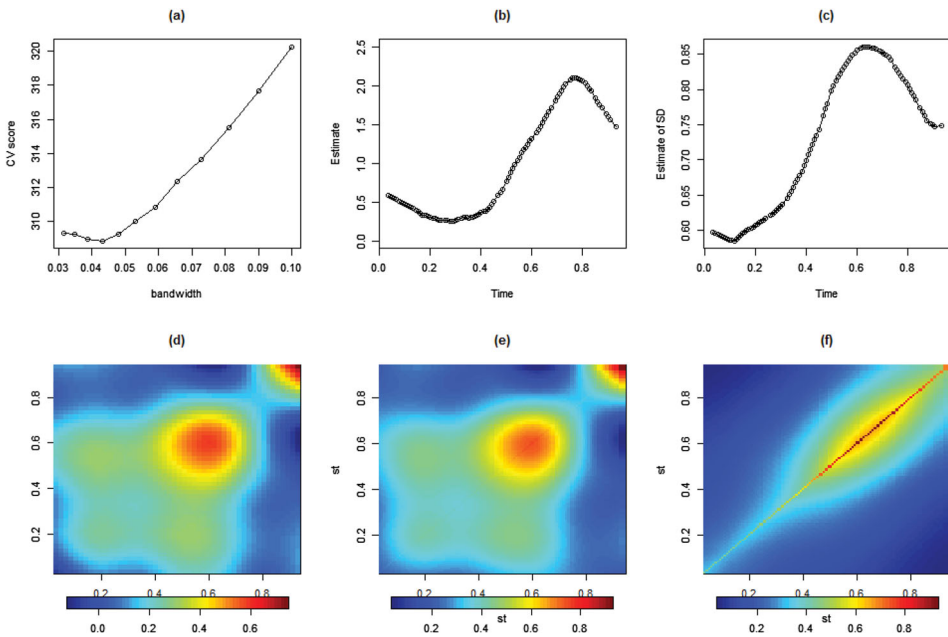 (a)
CV score
310 312 314 316 318 320
0.03 0.04 0.05 0.06 0.07 0.08 0.09 0.10
bandwidth
(b)
Estimate
0.0 0.5 1.0 1.5 2.0 2.5
0.0 0.2 0.4 0.6 0.8
Time
(c)
Estimate of SD
0.60 0.65 0.70 0.75 0.80 0.85
0.0 0.2 0.4 0.6 0.8
Time
(d)
0.2 0.4 0.6 0.8
0.2 0.4 0.6 0.8
0.0 0.2 0.4 0.6
(e)
st
0.2 0.4 0.6 0.8
0.2 0.4 0.6 0.8
st
0.2 0.4 0.6 0.8
(f)
st
0.2 0.4 0.6 0.8
0.2 0.4 0.6 0.8
st
0.2 0.4 0.6 0.8